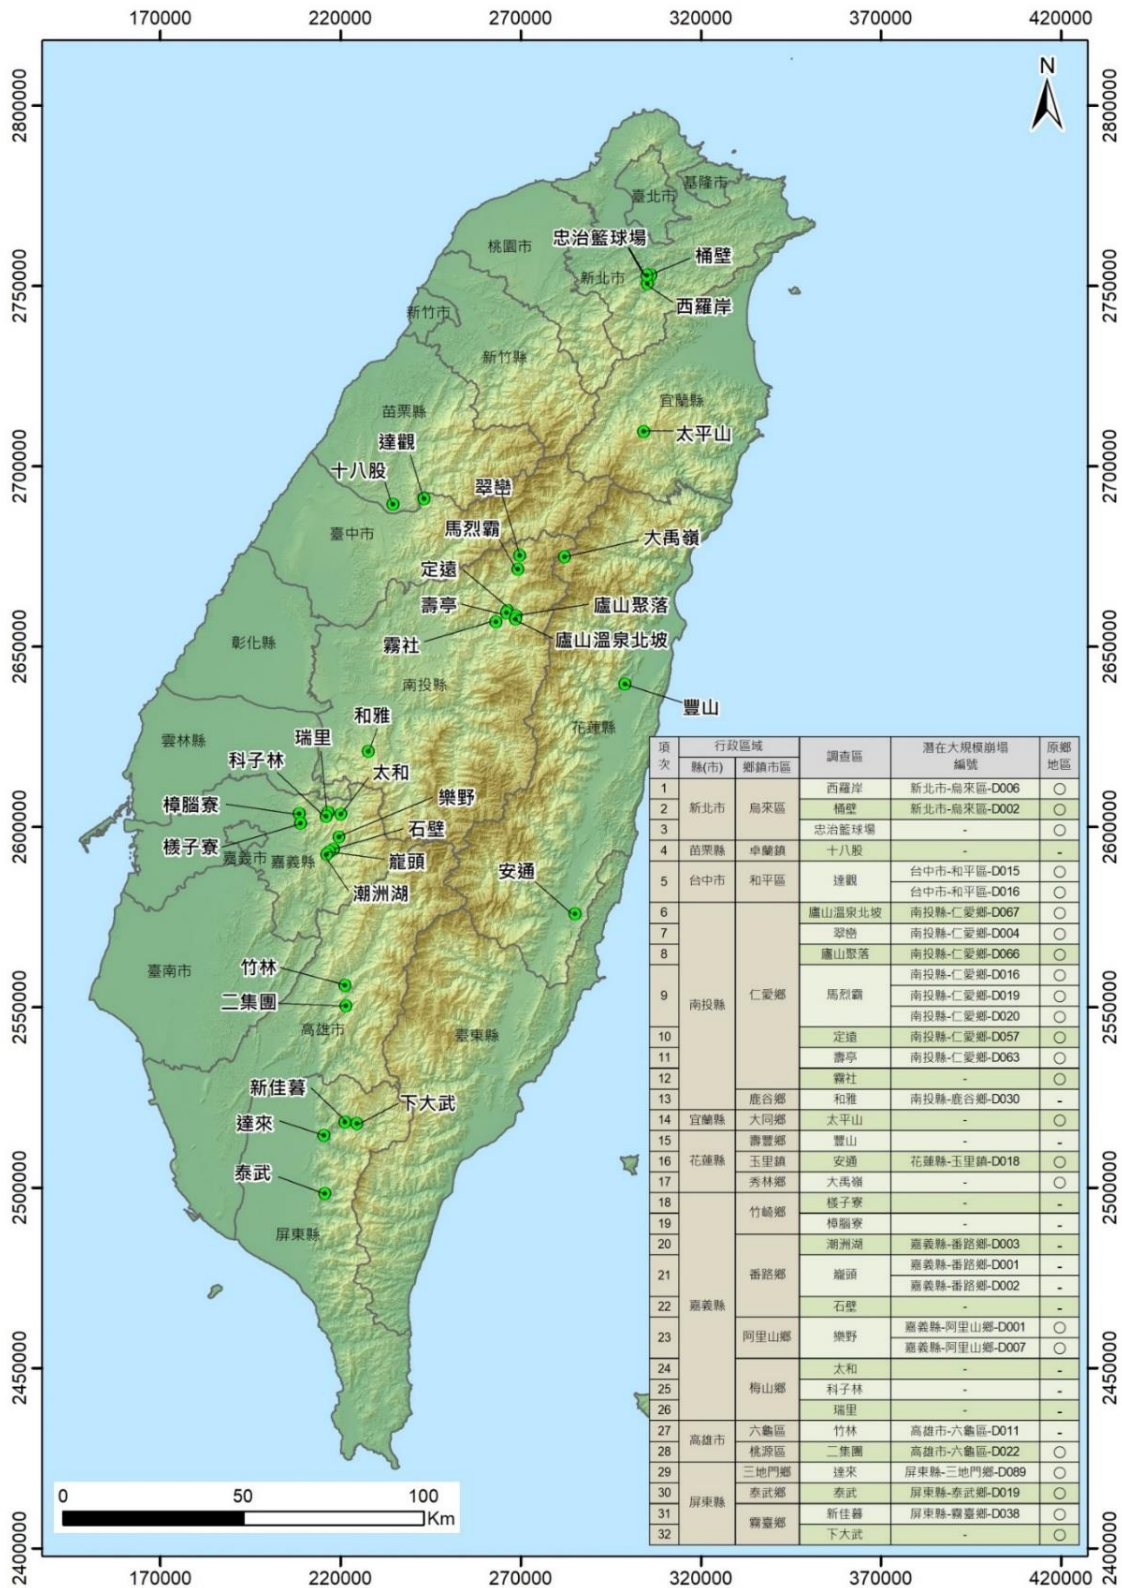 170000 220000 270000 320000 370000 420000
2800000
2750000
2700000
2650000
2600000
2550000
2500000
2450000
2400000
2800000
2750000
2700000
2650000
2600000
2550000
2500000
2450000
2400000
N
基隆市
臺北市
忠治籃球場
桶壁
桃園市
新北市
西羅岸
新竹市
新竹縣
宜蘭縣
苗栗縣
太平山
達觀
十八股
翠巒
臺中市
馬烈霸
大禹嶺
定遠
壽亭
廬山聚落
霧社
廬山溫泉北坡
彰化縣
南投縣
豐山
和雅
花蓮縣
瑞里
雲林縣
科子林
太和
樂野
樟腦寮
石壁
檨子寮
嘉義市
嘉義縣
巃頭
安通
潮洲湖
臺南市
竹林
二集團
高雄市
臺東縣
新佳暮
下大武
達來
泰武
屏東縣
項次 行政區域 調查區 潛在大規模崩塌編號 原鄉地區
縣(市) 鄉鎮市區
1 新北市 烏來區 西羅岸 新北市-烏來區-D006 ○
2 桶壁 新北市-烏來區-D002 ○
3 忠治籃球場 - ○
4 苗栗縣 卓蘭鎮 十八股 - -
5 台中市 和平區 達觀 台中市-和平區-D015 ○
台中市-和平區-D016 ○
6 南投縣 仁愛鄉 廬山溫泉北坡 南投縣-仁愛鄉-D067 ○
7 翠巒 南投縣-仁愛鄉-D004 ○
8 廬山聚落 南投縣-仁愛鄉-D066 ○
9 馬烈霸 南投縣-仁愛鄉-D016 ○
南投縣-仁愛鄉-D019 ○
南投縣-仁愛鄉-D020 ○
10 定遠 南投縣-仁愛鄉-D057 ○
11 壽亭 南投縣-仁愛鄉-D063 ○
12 霧社 - ○
13 鹿谷鄉 和雅 南投縣-鹿谷鄉-D030 -
14 宜蘭縣 大同鄉 太平山 - ○
15 花蓮縣 壽豐鄉 豐山 - -
16 玉里鎮 安通 花蓮縣-玉里鎮-D018 ○
17 秀林鄉 大禹嶺 - ○
18 嘉義縣 竹崎鄉 檨子寮 - -
19 樟腦寮 - -
20 番路鄉 潮洲湖 嘉義縣-番路鄉-D003 -
21 巃頭 嘉義縣-番路鄉-D001 -
嘉義縣-番路鄉-D002 -
22 石壁 - -
23 阿里山鄉 樂野 嘉義縣-阿里山鄉-D001 ○
嘉義縣-阿里山鄉-D007 ○
24 梅山鄉 太和 - -
25 科子林 - -
26 瑞里 - -
27 高雄市 六龜區 竹林 高雄市-六龜區-D011 -
28 桃源區 二集團 高雄市-六龜區-D022 ○
29 屏東縣 三地門鄉 達來 屏東縣-三地門鄉-D089 ○
30 泰武鄉 泰武 屏東縣-泰武鄉-D019 ○
31 霧臺鄉 新佳暮 屏東縣-霧臺鄉-D038 ○
32 下大武 - ○
0 50 100
Km
170000 220000 270000 320000 370000 420000